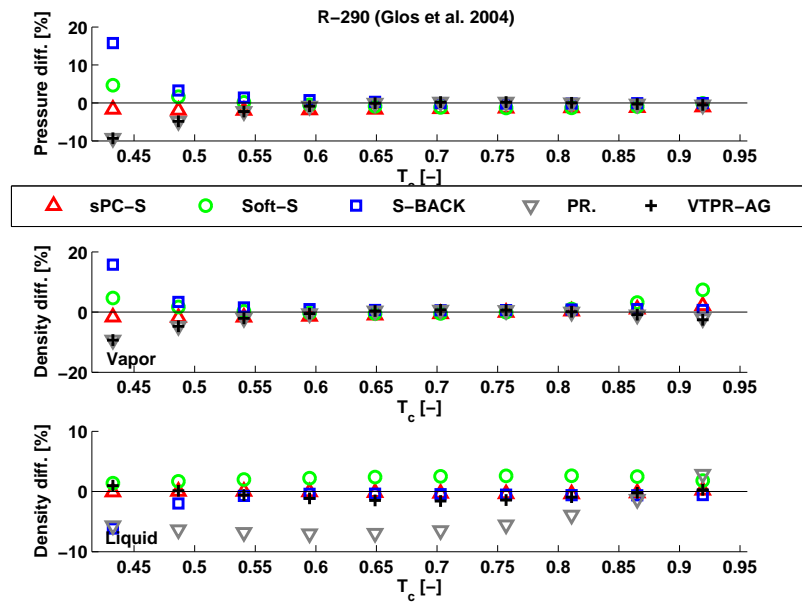 R-290 (Glos et al. 2004)
Pressure diff. [%]
20
10
0
-10
0.45 0.5 0.55 0.6 0.65 0.7 0.75 0.8 0.85 0.9 0.95
T_c [-]
sPC-S Soft-S S-BACK PR. VTPR-AG
Density diff. [%]
20
0
-20
Vapor
0.45 0.5 0.55 0.6 0.65 0.7 0.75 0.8 0.85 0.9 0.95
T_c [-]
Density diff. [%]
10
0
-10
Liquid
0.45 0.5 0.55 0.6 0.65 0.7 0.75 0.8 0.85 0.9 0.95
T_c [-]